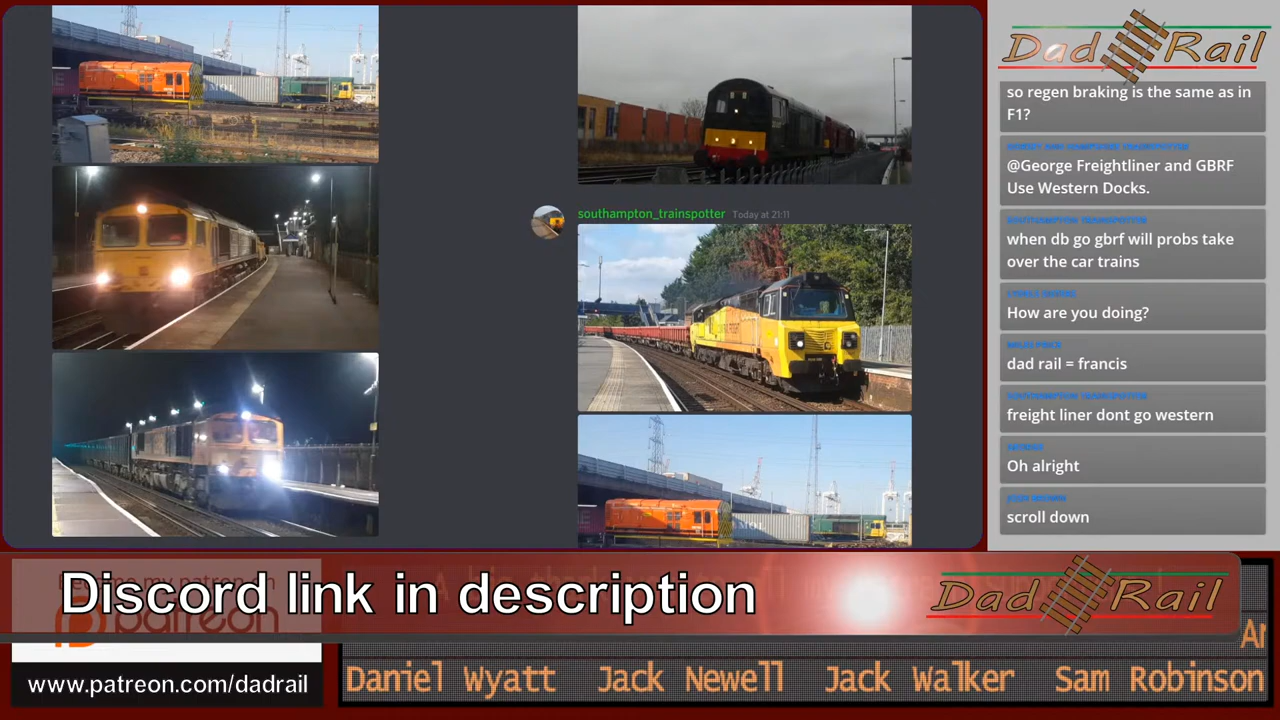 southampton_trainspotter Today at 21:11
Dad Rail
so regen braking is the same as in
F1?
@George Freightliner and GBRF
Use Western Docks.
when db go gbrf will probs take
over the car trains
How are you doing?
dad rail = francis
freight liner dont go western
Oh alright
scroll down
Discord link in description
Dad Rail
patreon
www.patreon.com/dadrail
Daniel Wyatt Jack Newell Jack Walker Sam Robinson